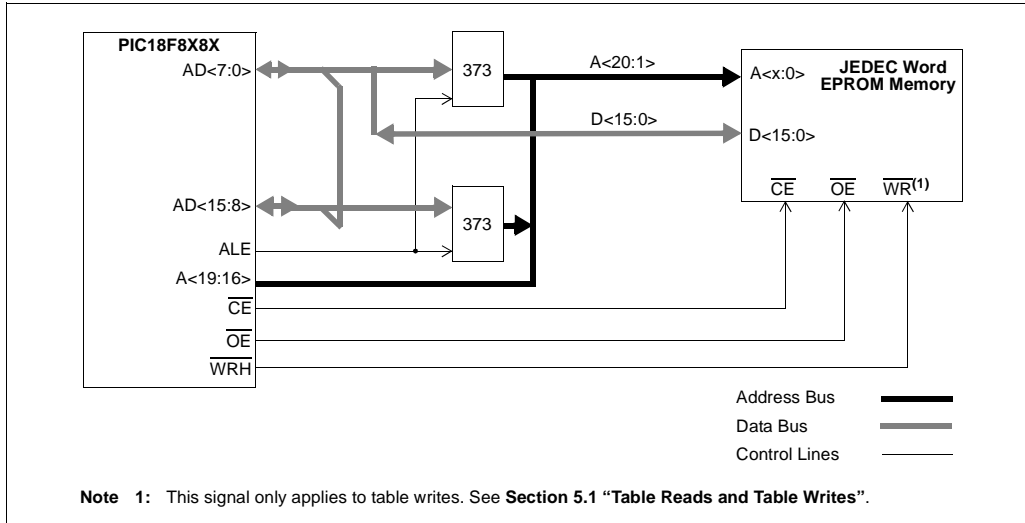 PIC18F8X8X
AD<7:0>
373
A<20:1>
A<x:0>
JEDEC Word
EPROM Memory
D<15:0>
D<15:0>
CE
OE
WR(1)
AD<15:8>
373
ALE
A<19:16>
CE
OE
WRH
Address Bus
Data Bus
Control Lines
Note 1: This signal only applies to table writes. See Section 5.1 “Table Reads and Table Writes”.